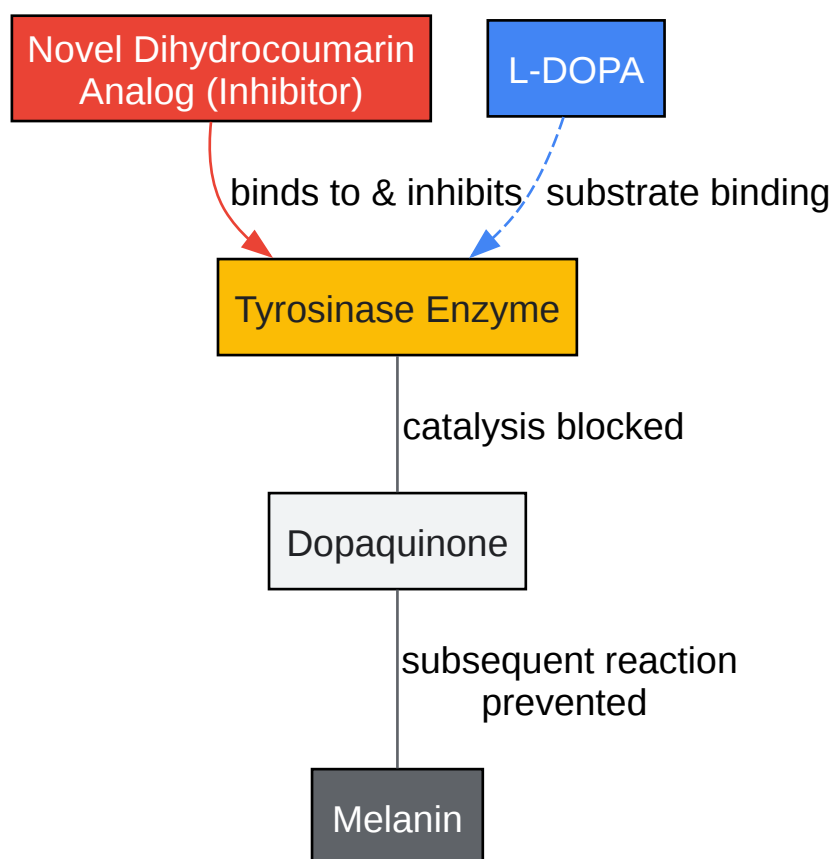 Novel Dihydrocoumarin
Analog (Inhibitor)
L-DOPA
binds to & inhibits
substrate binding
Tyrosinase Enzyme
catalysis blocked
Dopaquinone
subsequent reaction
prevented
Melanin